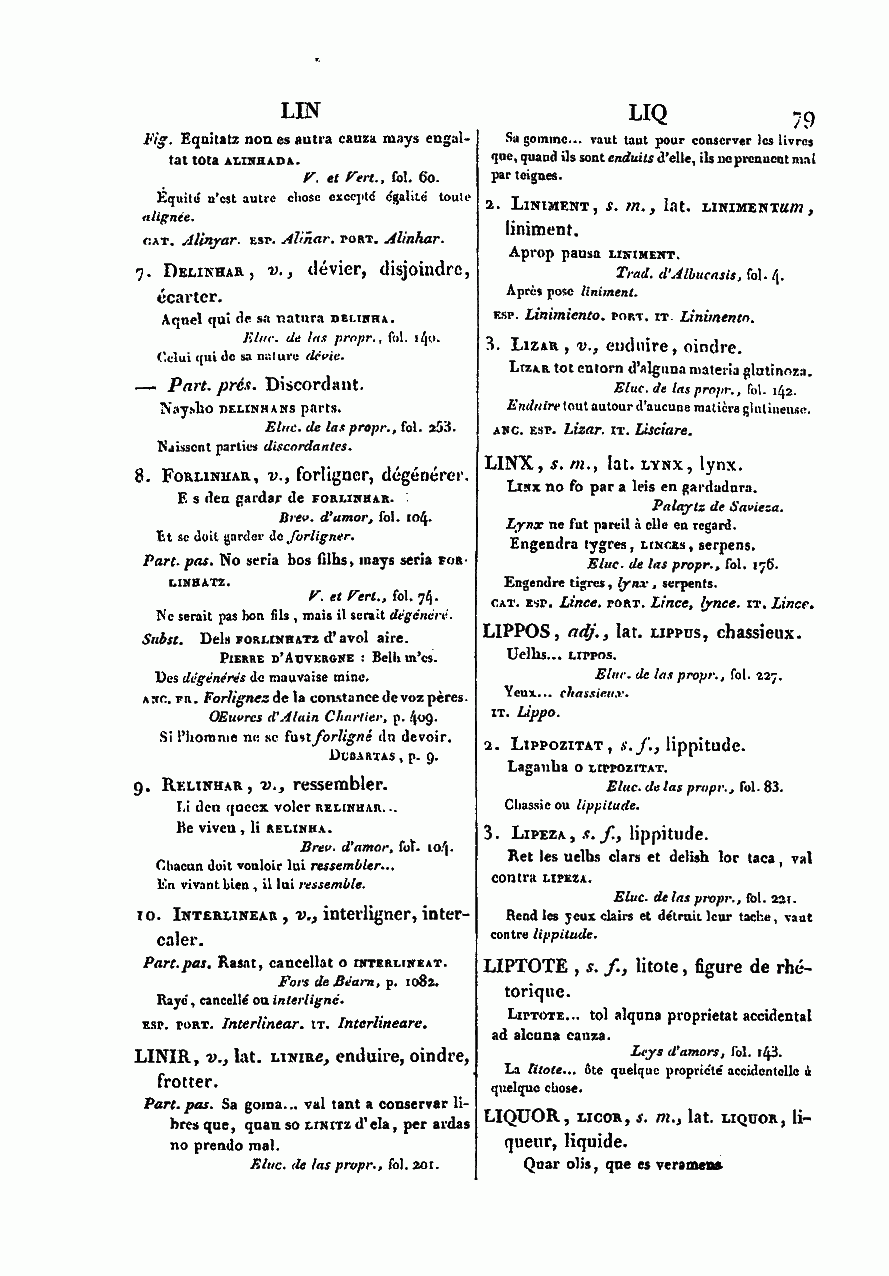 LIN
LIQ
79
Fig. Equitatz non es autra cauza mays engal-
tat tota ALINHADA.
V. et Vert., fol. 60.
Équité n'est autre chose excepté égalité toute
alignée.
CAT. Alinyar. ESP. Aliñar. PORT. Alinhar.
7. DELINHAR, v., dévier, disjoindre,
écarter.
Aquel qui de sa natura DELINHA.
Eluc. de las propr., fol. 140.
Celui qui de sa nature dévie.
— Part. prés. Discordant.
Naysho DELINHANS parts.
Eluc. de las propr., fol. 253.
Naissent parties discordantes.
8. FORLINHAR, v., forligner, dégénérer.
E s den gardar de FORLINHAR.
Brev. d'amor, fol. 104.
Et se doit garder de forligner.
Part. pas. No seria bos filhs, mays seria FOR-
LINHATZ.
V. et Vert., fol. 74.
Ne serait pas bon fils, mais il serait dégénéré.
Subst. Dels FORLINHATZ d'avol aire.
PIERRE D'AUVERGNE : Belh m'es.
Des dégénérés de mauvaise mine.
ANC. FR. Forlignez de la constance de voz pères.
OEuvres d'Alain Chartier, p. 409.
Si l'homme ne se fust forligné du devoir.
DUBARTAS, p. 9.
9. RELINHAR, v., ressembler.
Li den quecx voler RELINHAR...
Be viven, li RELINHA.
Brev. d'amor, fol. 104.
Chacun doit vouloir lui ressembler...
En vivant bien, il lui ressemble.
10. INTERLINEAR, v., interligner, inter-
caler.
Part. pas. Rasat, cancellat o INTERLINEAT.
Fors de Béarn, p. 1082.
Rayé, cancellé ou interligné.
ESP. PORT. Interlinear. IT. Interlineare.
LINIR, v., lat. LINIRe, enduire, oindre,
frotter.
Part. pas. Sa goma... val tant a conservar li-
bres que, quan so LINITZ d'ela, per ardas
no prendo mal.
Eluc. de las propr., fol. 201.
Sa gomme... vaut tant pour conserver les livres
que, quand ils sont enduits d'elle, ils ne prennent mal
par teignes.
2. LINIMENT, s. m., lat. LINIMENTum,
liniment.
Aprop pausa LINIMENT.
Trad. d'Albucasis, fol. 4.
Après pose liniment.
ESP. Linimiento. PORT. IT. Linimento.
3. LIZAR, v., enduire, oindre.
LIZAR tot entorn d'alguna materia glutinoza.
Eluc. de las propr., fol. 142.
Enduire tout autour d'aucune matière glutineuse.
ANC. ESP. Lizar. IT. Lisciare.
LINX, s. m., lat. LYNX, lynx.
LINX no fo par a leis en gardadura.
Palaytz de Savieza.
Lynx ne fut pareil à elle en regard.
Engendra tygres, LINCES, serpens.
Eluc. de las propr., fol. 176.
Engendre tigres, lynx, serpents.
CAT. ESP. Lince. PORT. Lince, lynce. IT. Lince.
LIPPOS, adj., lat. LIPPUS, chassieux.
Uelhs... LIPPOS.
Eluc. de las propr., fol. 227.
Yeux... chassieux.
IT. Lippo.
2. LIPPOZITAT, s. f., lippitude.
Laganha o LIPPOZITAT.
Eluc. de las propr., fol. 83.
Chassie ou lippitude.
3. LIPEZA, s. f., lippitude.
Ret les uelhs clars et delish lor taca, val
contra LIPEZA.
Eluc. de las propr., fol. 221.
Rend les yeux clairs et détruit leur tache, vaut
contre lippitude.
LIPTOTE, s. f., litote, figure de rhé-
torique.
LIPTOTE... tol alquna proprietat accidental
ad alcuna cauza.
Leys d'amors, fol. 143.
La litote... ôte quelque propriété accidentelle à
quelque chose.
LIQUOR, LICOR, s. m., lat. LIQUOR, li-
queur, liquide.
Quar olis, que es veramens